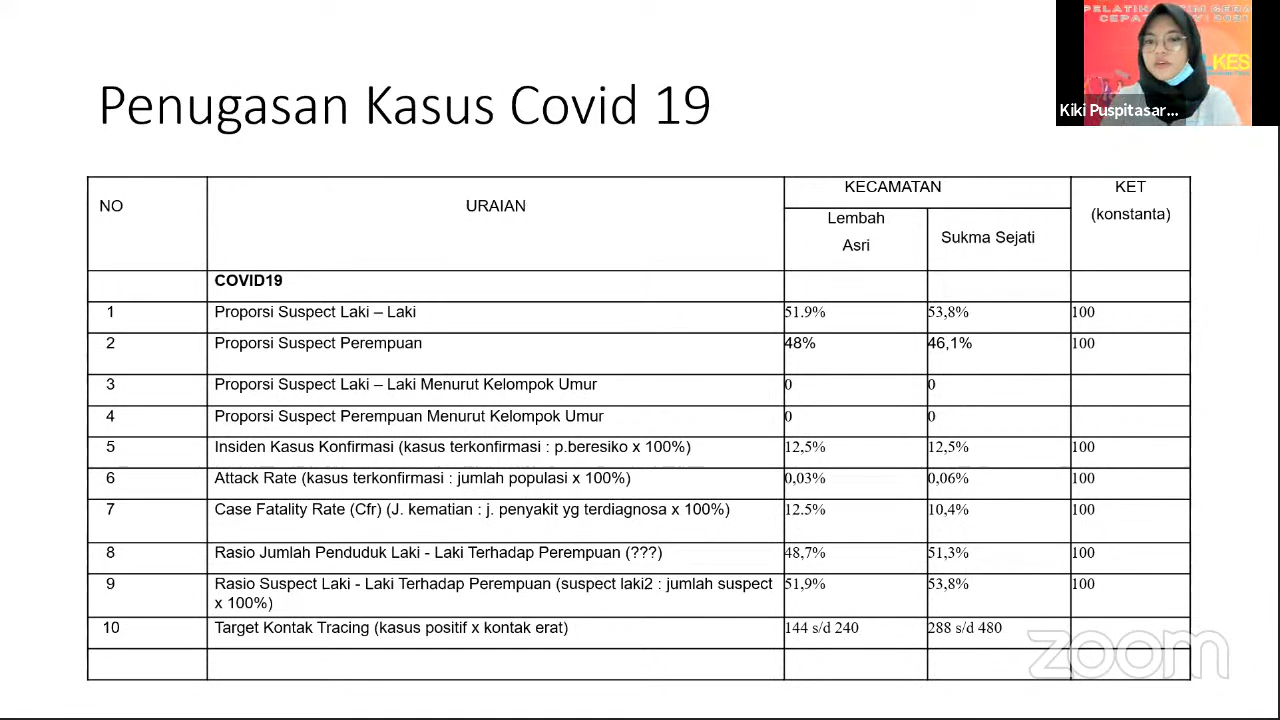 PELATIHAN TIM GERA
CEPAT
2021
KES
Kiki Puspitasar...
Penugasan Kasus Covid 19
NO URAIAN KECAMATAN KET (konstanta)
Lembah Asri Sukma Sejati
COVID19
1 Proporsi Suspect Laki – Laki 51.9% 53,8% 100
2 Proporsi Suspect Perempuan 48% 46,1% 100
3 Proporsi Suspect Laki – Laki Menurut Kelompok Umur 0 0
4 Proporsi Suspect Perempuan Menurut Kelompok Umur 0 0
5 Insiden Kasus Konfirmasi (kasus terkonfirmasi : p.beresiko x 100%) 12,5% 12,5% 100
6 Attack Rate (kasus terkonfirmasi : jumlah populasi x 100%) 0,03% 0,06% 100
7 Case Fatality Rate (Cfr) (J. kematian : j. penyakit yg terdiagnosa x 100%) 12.5% 10,4% 100
8 Rasio Jumlah Penduduk Laki - Laki Terhadap Perempuan (???) 48,7% 51,3% 100
9 Rasio Suspect Laki - Laki Terhadap Perempuan (suspect laki2 : jumlah suspect 51,9% 53,8% 100
x 100%)
10 Target Kontak Tracing (kasus positif x kontak erat) 144 s/d 240 288 s/d 480
zoom